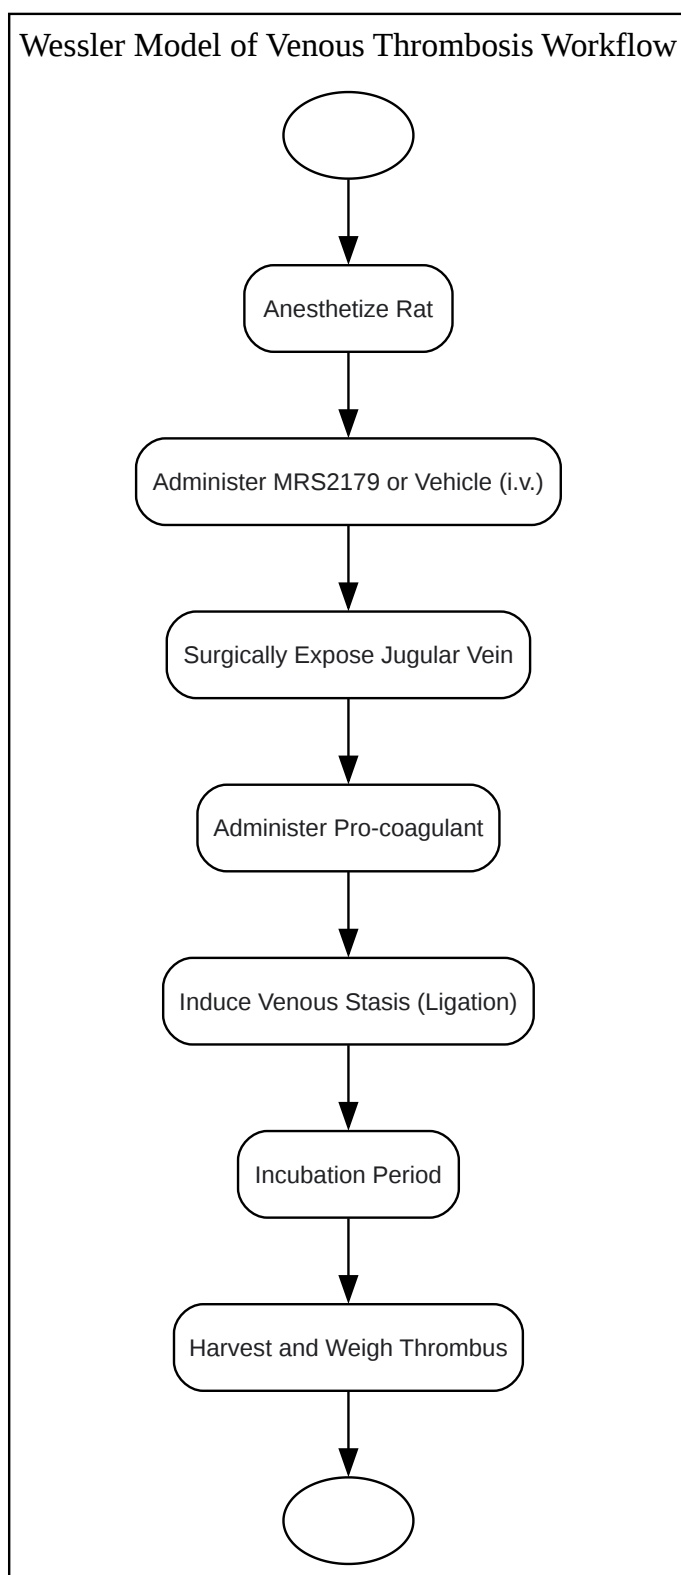 Wessler Model of Venous Thrombosis Workflow
Anesthetize Rat
Administer MRS2179 or Vehicle (i.v.)
Surgically Expose Jugular Vein
Administer Pro-coagulant
Induce Venous Stasis (Ligation)
Incubation Period
Harvest and Weigh Thrombus